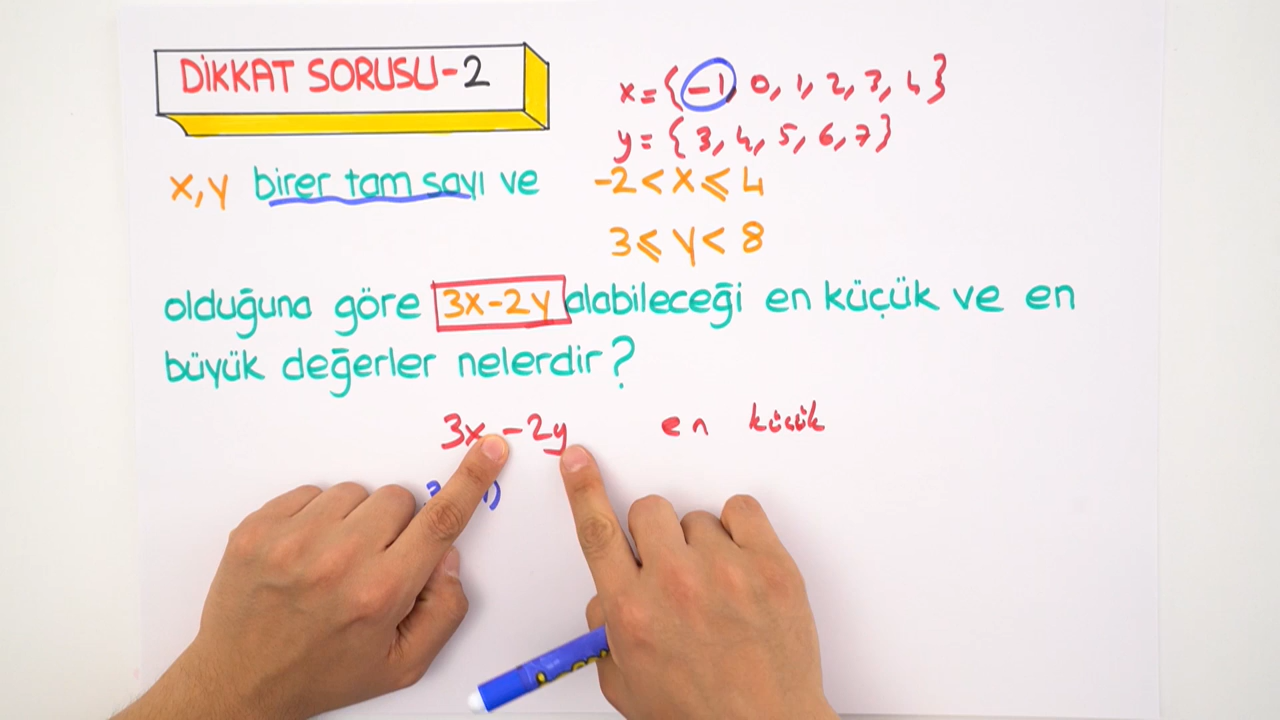 DİKKAT SORUSU-2
x = { -1, 0, 1, 2, 3, 4 }
y = { 3, 4, 5, 6, 7 }
x, y birer tam sayı ve -2 < x ⩽ 4
3 ⩽ y < 8
olduğuna göre 3x-2y alabileceği en küçük ve en
büyük değerler nelerdir?
3x - 2y en küçük